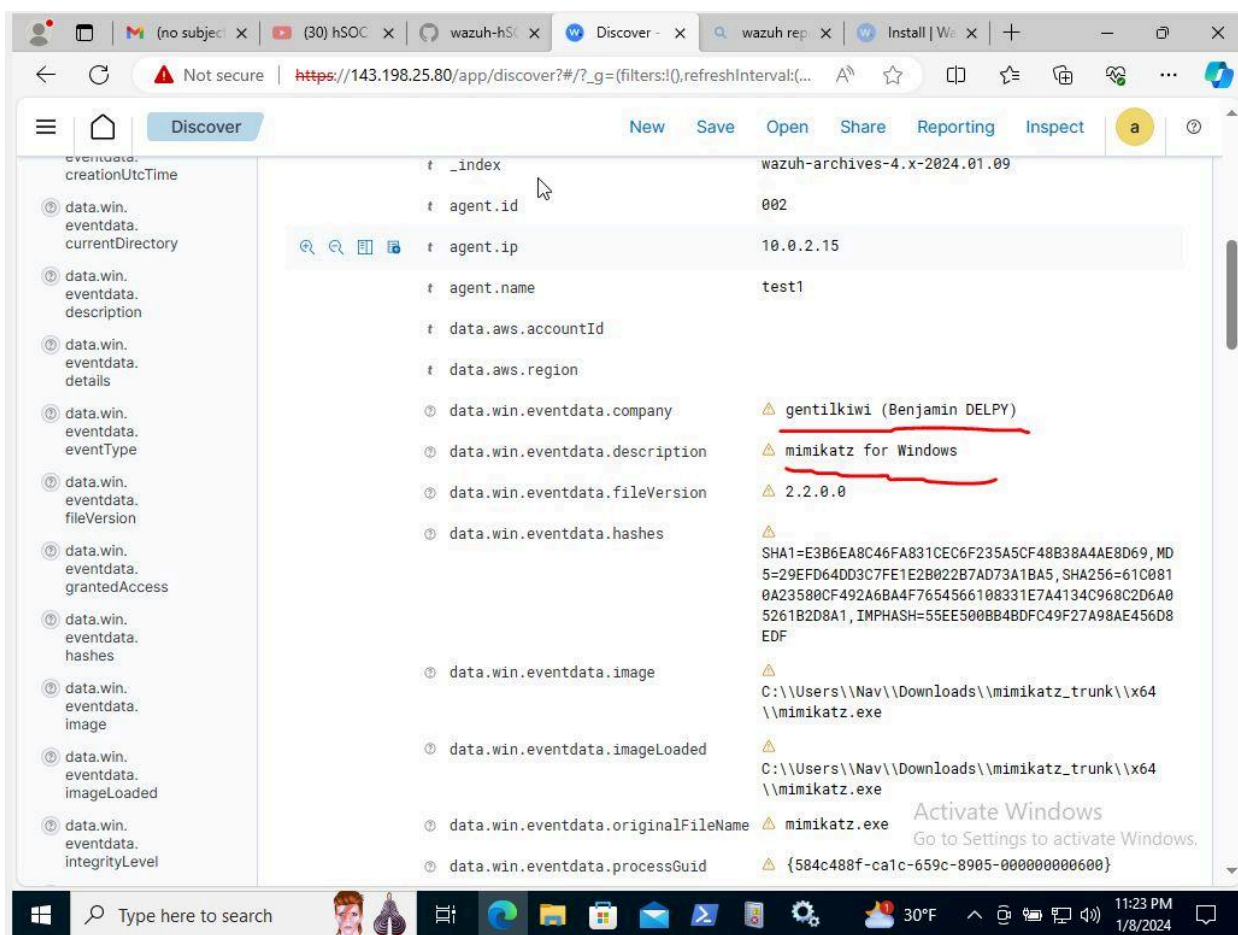 (no subjec
(30) hSOC
wazuh-hSC
Discover -
wazuh rep
Install | Wa
Not secure
https://143.198.25.80/app/discover?#/?_g=(filters:!(),refreshInterval:(...
Discover
New
Save
Open
Share
Reporting
Inspect
a
eventdata.
creationUtcTime
data.win.
eventdata.
currentDirectory
data.win.
eventdata.
description
data.win.
eventdata.
details
data.win.
eventdata.
eventType
data.win.
eventdata.
fileVersion
data.win.
eventdata.
grantedAccess
data.win.
eventdata.
hashes
data.win.
eventdata.
image
data.win.
eventdata.
imageLoaded
data.win.
eventdata.
integrityLevel
t _index wazuh-archives-4.x-2024.01.09
t agent.id 002
t agent.ip 10.0.2.15
t agent.name test1
t data.aws.accountId
t data.aws.region
data.win.eventdata.company gentilkiwi (Benjamin DELPY)
data.win.eventdata.description mimikatz for Windows
data.win.eventdata.fileVersion 2.2.0.0
data.win.eventdata.hashes
SHA1=E3B6EA8C46FA831CEC6F235A5CF48B38A4AE8D69,MD
5=29EFD64DD3C7FE1E2B022B7AD73A1BA5,SHA256=61C081
0A23580CF492A6BA4F7654566108331E7A4134C968C2D6A0
5261B2D8A1,IMPHASH=55EE500BB4BDFC49F27A98AE456D8
EDF
data.win.eventdata.image
C:\\Users\\Nav\\Downloads\\mimikatz_trunk\\x64
\\mimikatz.exe
data.win.eventdata.imageLoaded
C:\\Users\\Nav\\Downloads\\mimikatz_trunk\\x64
\\mimikatz.exe
data.win.eventdata.originalFileName mimikatz.exe
data.win.eventdata.processGuid {584c488f-ca1c-659c-8905-000000000600}
Activate Windows
Go to Settings to activate Windows.
Type here to search
30°F
11:23 PM
1/8/2024